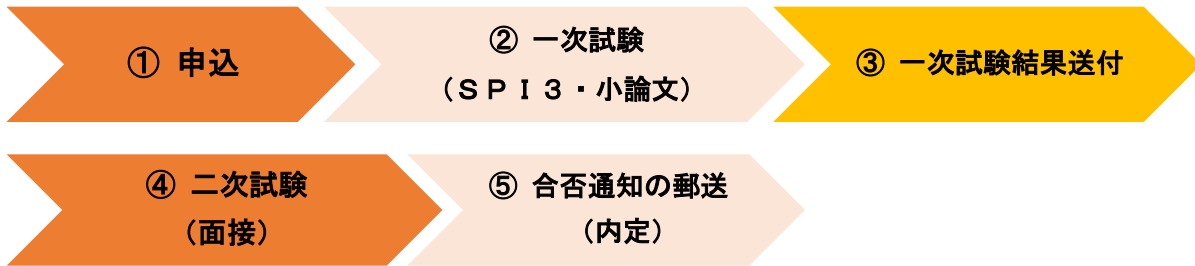 ① 申込
② 一次試験
（ＳＰＩ３・小論文）
③ 一次試験結果送付
④ 二次試験
（面接）
⑤ 合否通知の郵送
（内定）